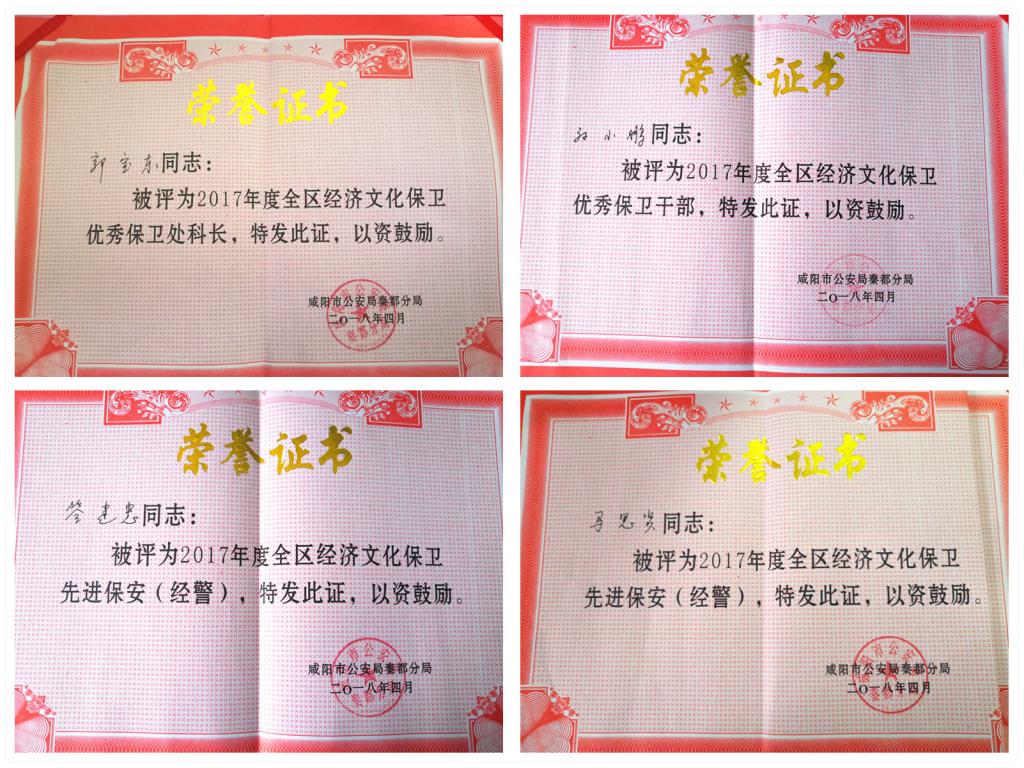 荣誉证书
郭宝东同志：
被评为2017年度全区经济文化保卫
优秀保卫处科长，特发此证，以资鼓励。
咸阳市公安局秦都分局
二〇一八年四月
荣誉证书
小鹏同志：
被评为2017年度全区经济文化保卫
优秀保卫干部，特发此证，以资鼓励。
咸阳市公安局秦都分局
二〇一八年四月
荣誉证书
建忠同志：
被评为2017年度全区经济文化保卫
先进保安（经警），特发此证，以资鼓励。
咸阳市公安局秦都分局
二〇一八年四月
荣誉证书
马思贤同志：
被评为2017年度全区经济文化保卫
先进保安（经警），特发此证，以资鼓励。
咸阳市公安局秦都分局
二〇一八年四月